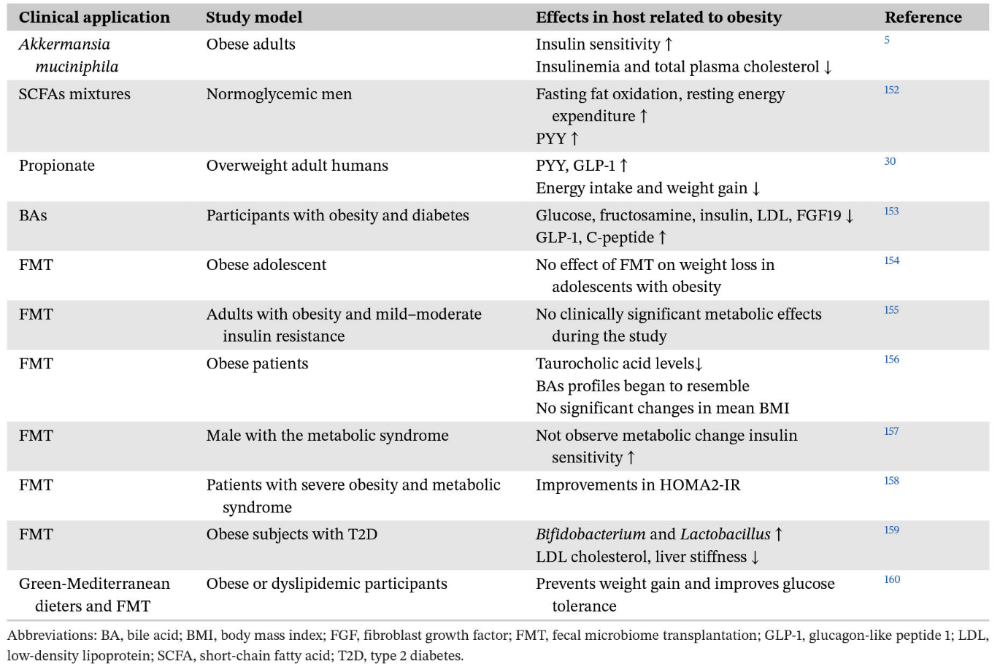 Clinical application Study model Effects in host related to obesity Reference
Akkermansia Obese adults Insulin sensitivity ↑ 5
muciniphila Insulinemia and total plasma cholesterol ↓
SCFAs mixtures Normoglycemic men Fasting fat oxidation, resting energy 152
expenditure ↑
PYY ↑
Propionate Overweight adult humans PYY, GLP-1 ↑ 30
Energy intake and weight gain ↓
BAs Participants with obesity and diabetes Glucose, fructosamine, insulin, LDL, FGF19 ↓ 153
GLP-1, C-peptide ↑
FMT Obese adolescent No effect of FMT on weight loss in 154
adolescents with obesity
FMT Adults with obesity and mild–moderate No clinically significant metabolic effects 155
insulin resistance during the study
FMT Obese patients Taurocholic acid levels↓ 156
BAs profiles began to resemble
No significant changes in mean BMI
FMT Male with the metabolic syndrome Not observe metabolic change insulin 157
sensitivity ↑
FMT Patients with severe obesity and metabolic Improvements in HOMA2-IR 158
syndrome
FMT Obese subjects with T2D Bifidobacterium and Lactobacillus ↑ 159
LDL cholesterol, liver stiffness ↓
Green-Mediterranean Obese or dyslipidemic participants Prevents weight gain and improves glucose 160
dieters and FMT tolerance
Abbreviations: BA, bile acid; BMI, body mass index; FGF, fibroblast growth factor; FMT, fecal microbiome transplantation; GLP-1, glucagon-like peptide 1; LDL,
low-density lipoprotein; SCFA, short-chain fatty acid; T2D, type 2 diabetes.